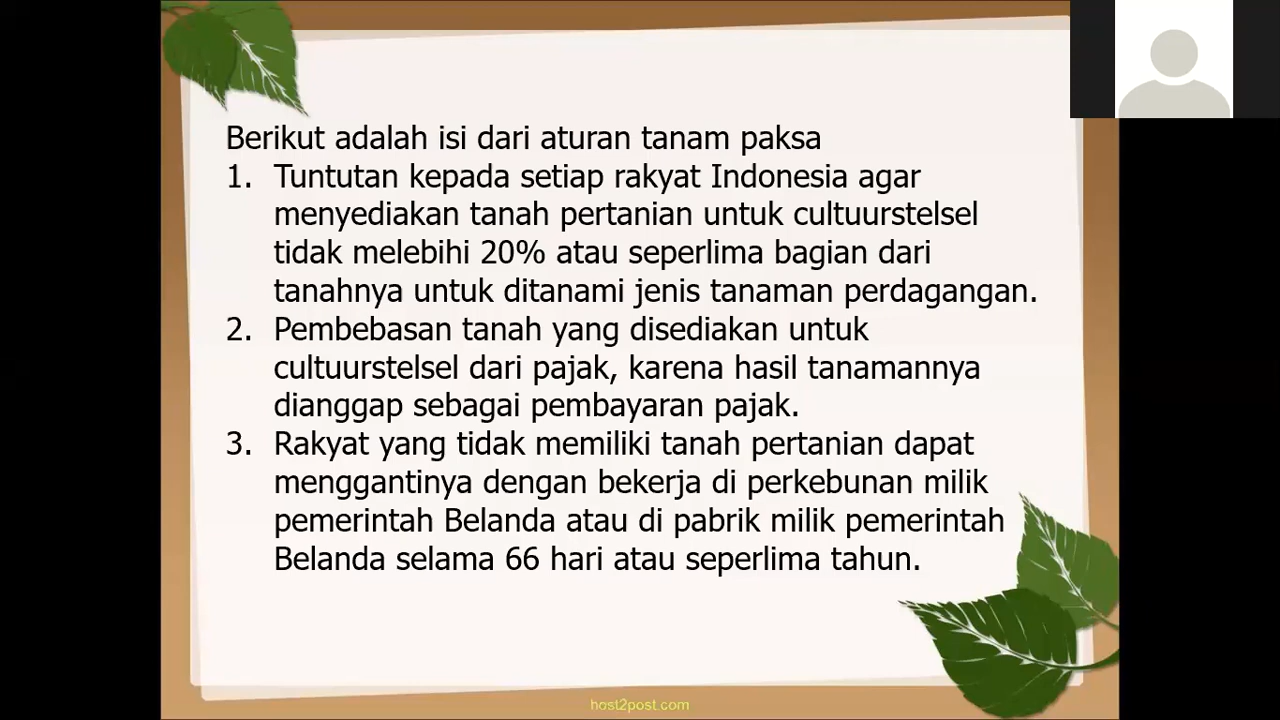 Berikut adalah isi dari aturan tanam paksa
1. Tuntutan kepada setiap rakyat Indonesia agar
menyediakan tanah pertanian untuk cultuurstelsel
tidak melebihi 20% atau seperlima bagian dari
tanahnya untuk ditanami jenis tanaman perdagangan.
2. Pembebasan tanah yang disediakan untuk
cultuurstelsel dari pajak, karena hasil tanamannya
dianggap sebagai pembayaran pajak.
3. Rakyat yang tidak memiliki tanah pertanian dapat
menggantinya dengan bekerja di perkebunan milik
pemerintah Belanda atau di pabrik milik pemerintah
Belanda selama 66 hari atau seperlima tahun.
host2post.com